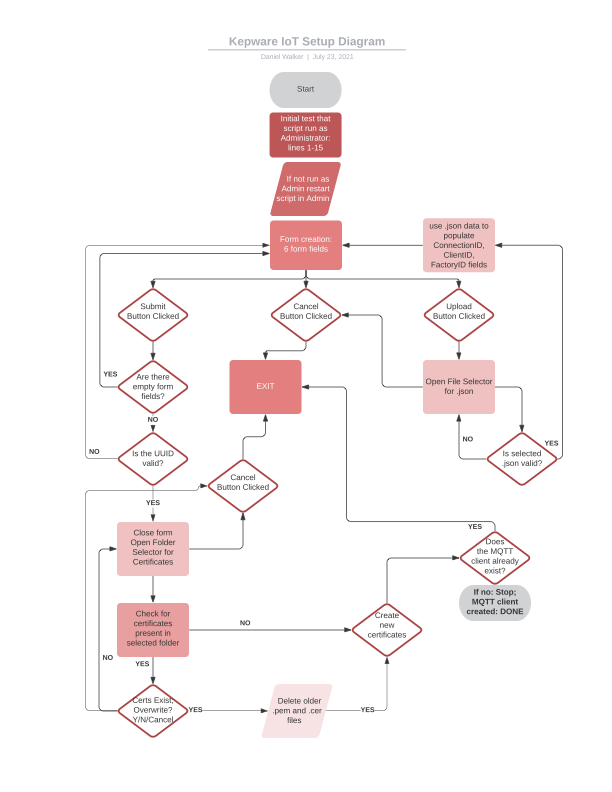 Kepware IoT Setup Diagram
Daniel Walker | July 23, 2021
Start
Initial test that
script run as
Administrator:
lines 1-15
If not run as
Admin restart
script in Admin
Form creation:
6 form fields
use .json data to
populate
ConnectionID,
ClientID,
FactoryID fields
Submit
Button Clicked
Cancel
Button Clicked
Upload
Button Clicked
YES
Are there
empty form
fields?
EXIT
Open File Selector
for .json
NO
NO
Is the UUID
valid?
NO
YES
Is selected
.json valid?
Cancel
Button Clicked
YES
Close form
Open Folder
Selector for
Certificates
YES
Does
the MQTT
client already
exist?
If no: Stop;
MQTT client
created: DONE
Check for
certificates
present in
selected folder
NO
Create
new
certificates
NO
YES
Certs Exist,
Overwrite?
Y/N/Cancel
YES
Delete older
.pem and .cer
files
YES